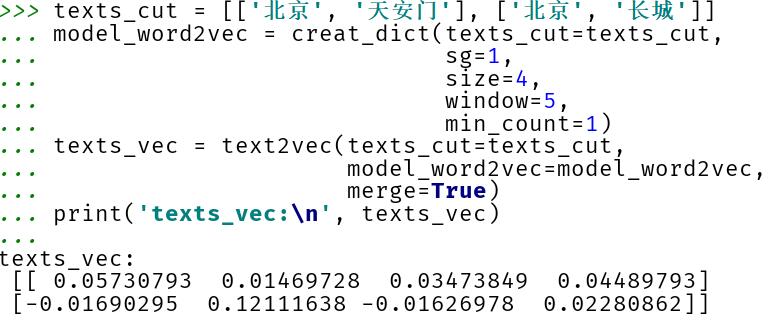 >>> texts_cut = [['北京', '天安门'], ['北京', '长城']]
... model_word2vec = creat_dict(texts_cut=texts_cut,
...                             sg=1,
...                             size=4,
...                             window=5,
...                             min_count=1)
... texts_vec = text2vec(texts_cut=texts_cut,
...                      model_word2vec=model_word2vec,
...                      merge=True)
... print('texts_vec:\n', texts_vec)
...
texts_vec:
 [[ 0.05730793  0.01469728  0.03473849  0.04489793]
 [-0.01690295  0.12111638 -0.01626978  0.02280862]]